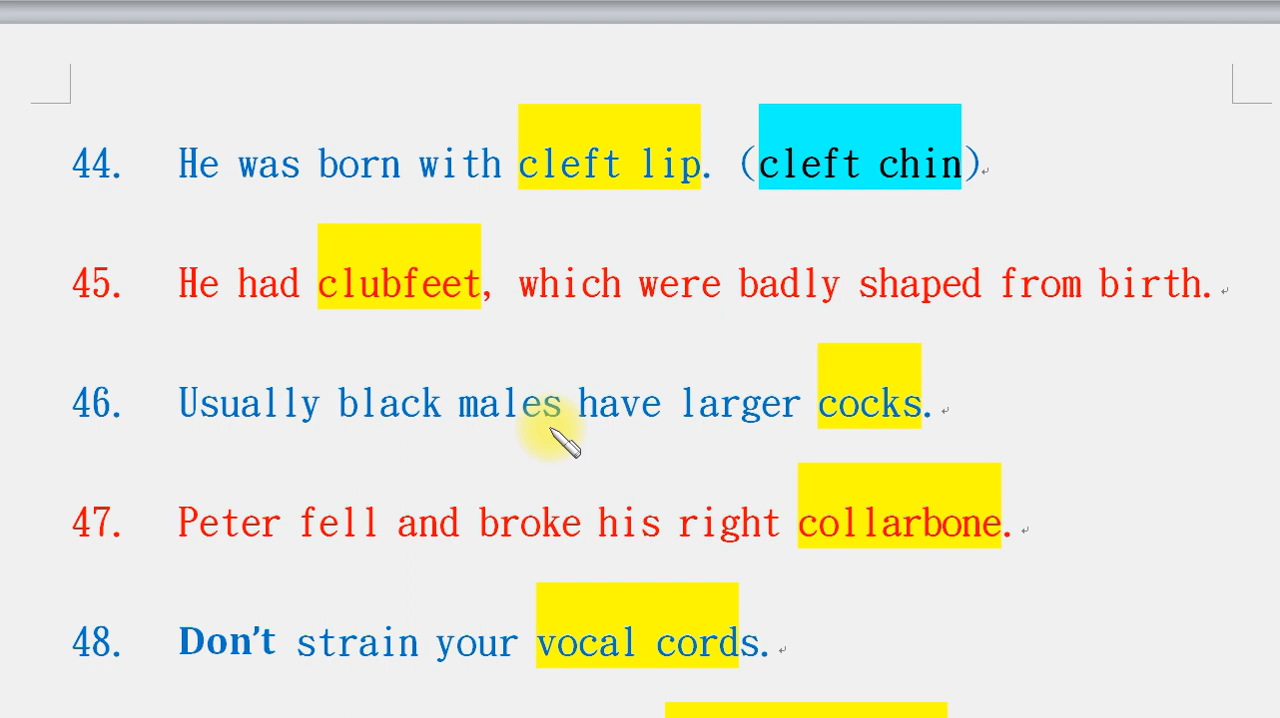 44. He was born with cleft lip. (cleft chin)
45. He had clubfeet, which were badly shaped from birth.
46. Usually black males have larger cocks.
47. Peter fell and broke his right collarbone.
48. Don't strain your vocal cords.